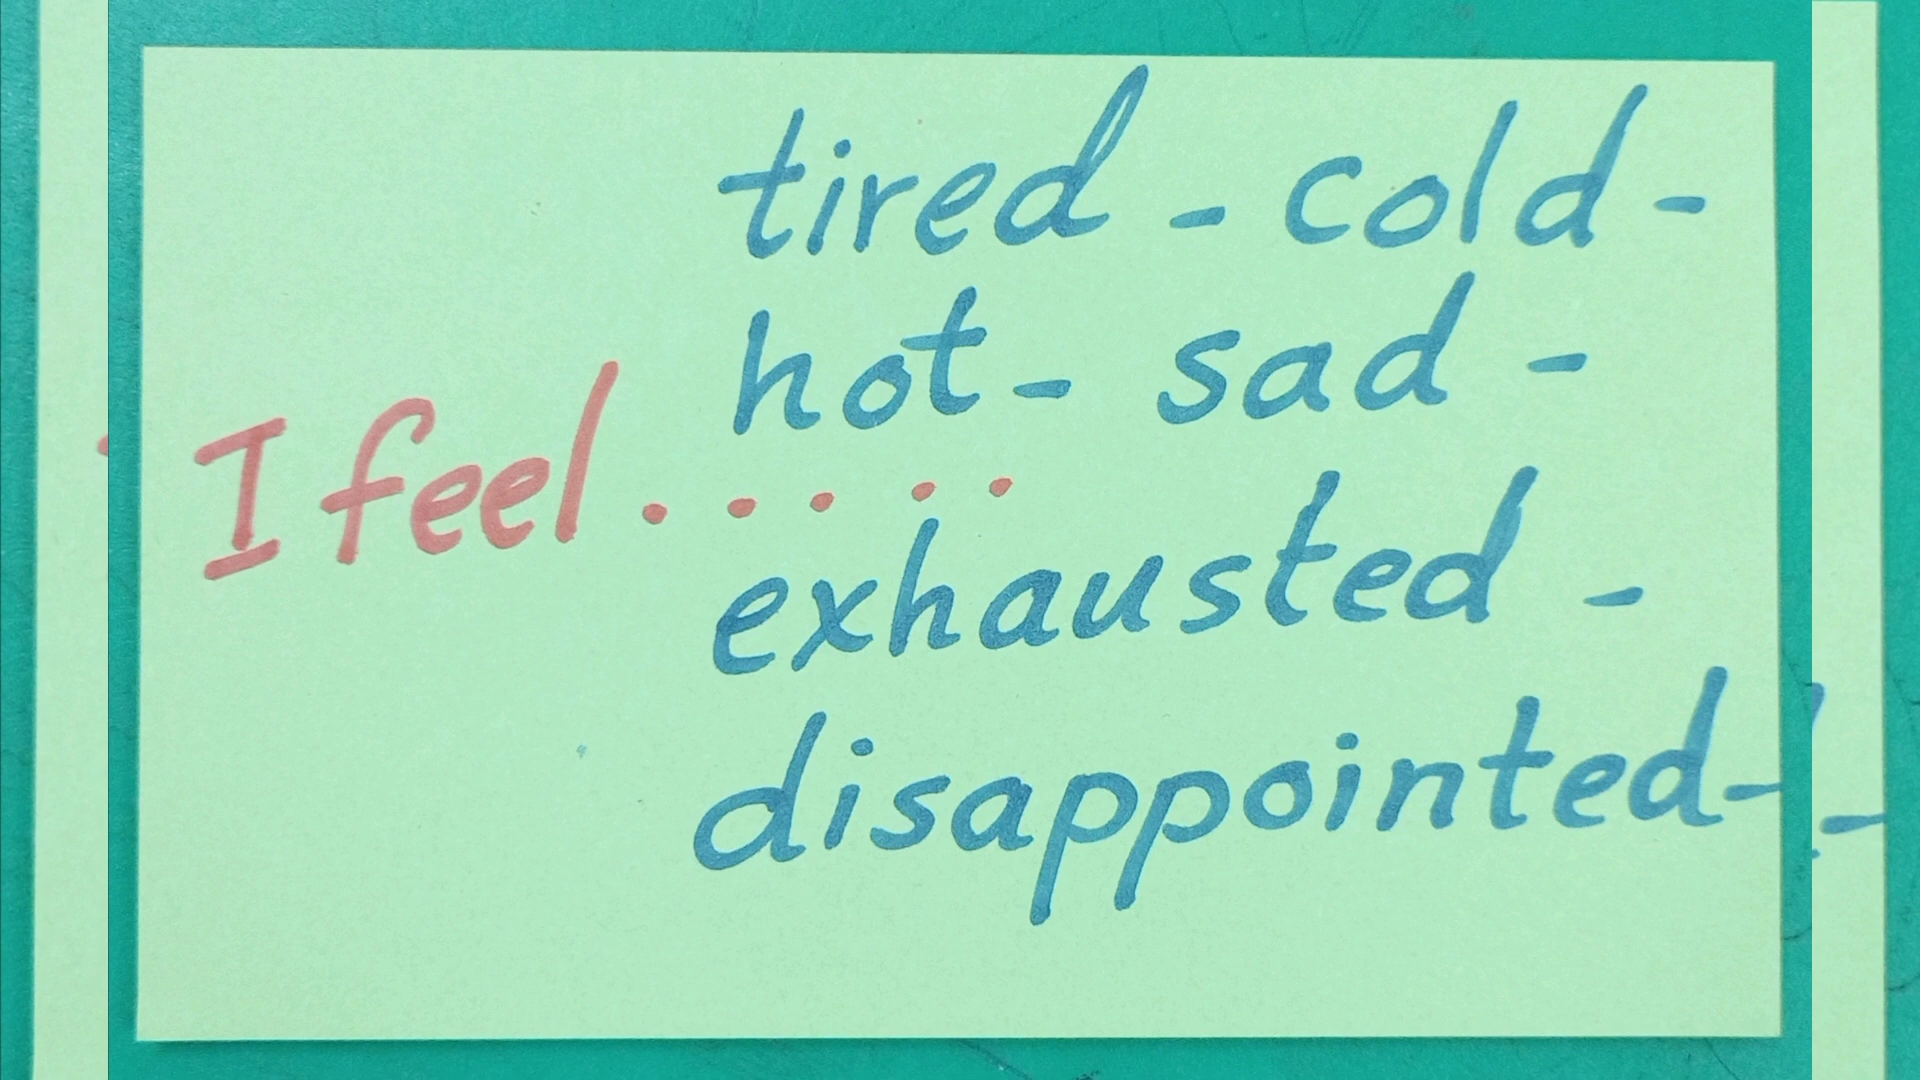 tired - cold -
hot - sad -
I feel.....
exhausted -
disappointed-